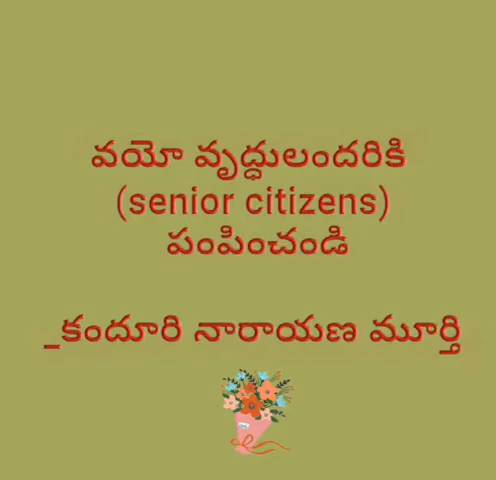 వయో వృద్ధులందరికి
(senior citizens)
పంపించండి
_కందూరి నారాయణ మూర్తి